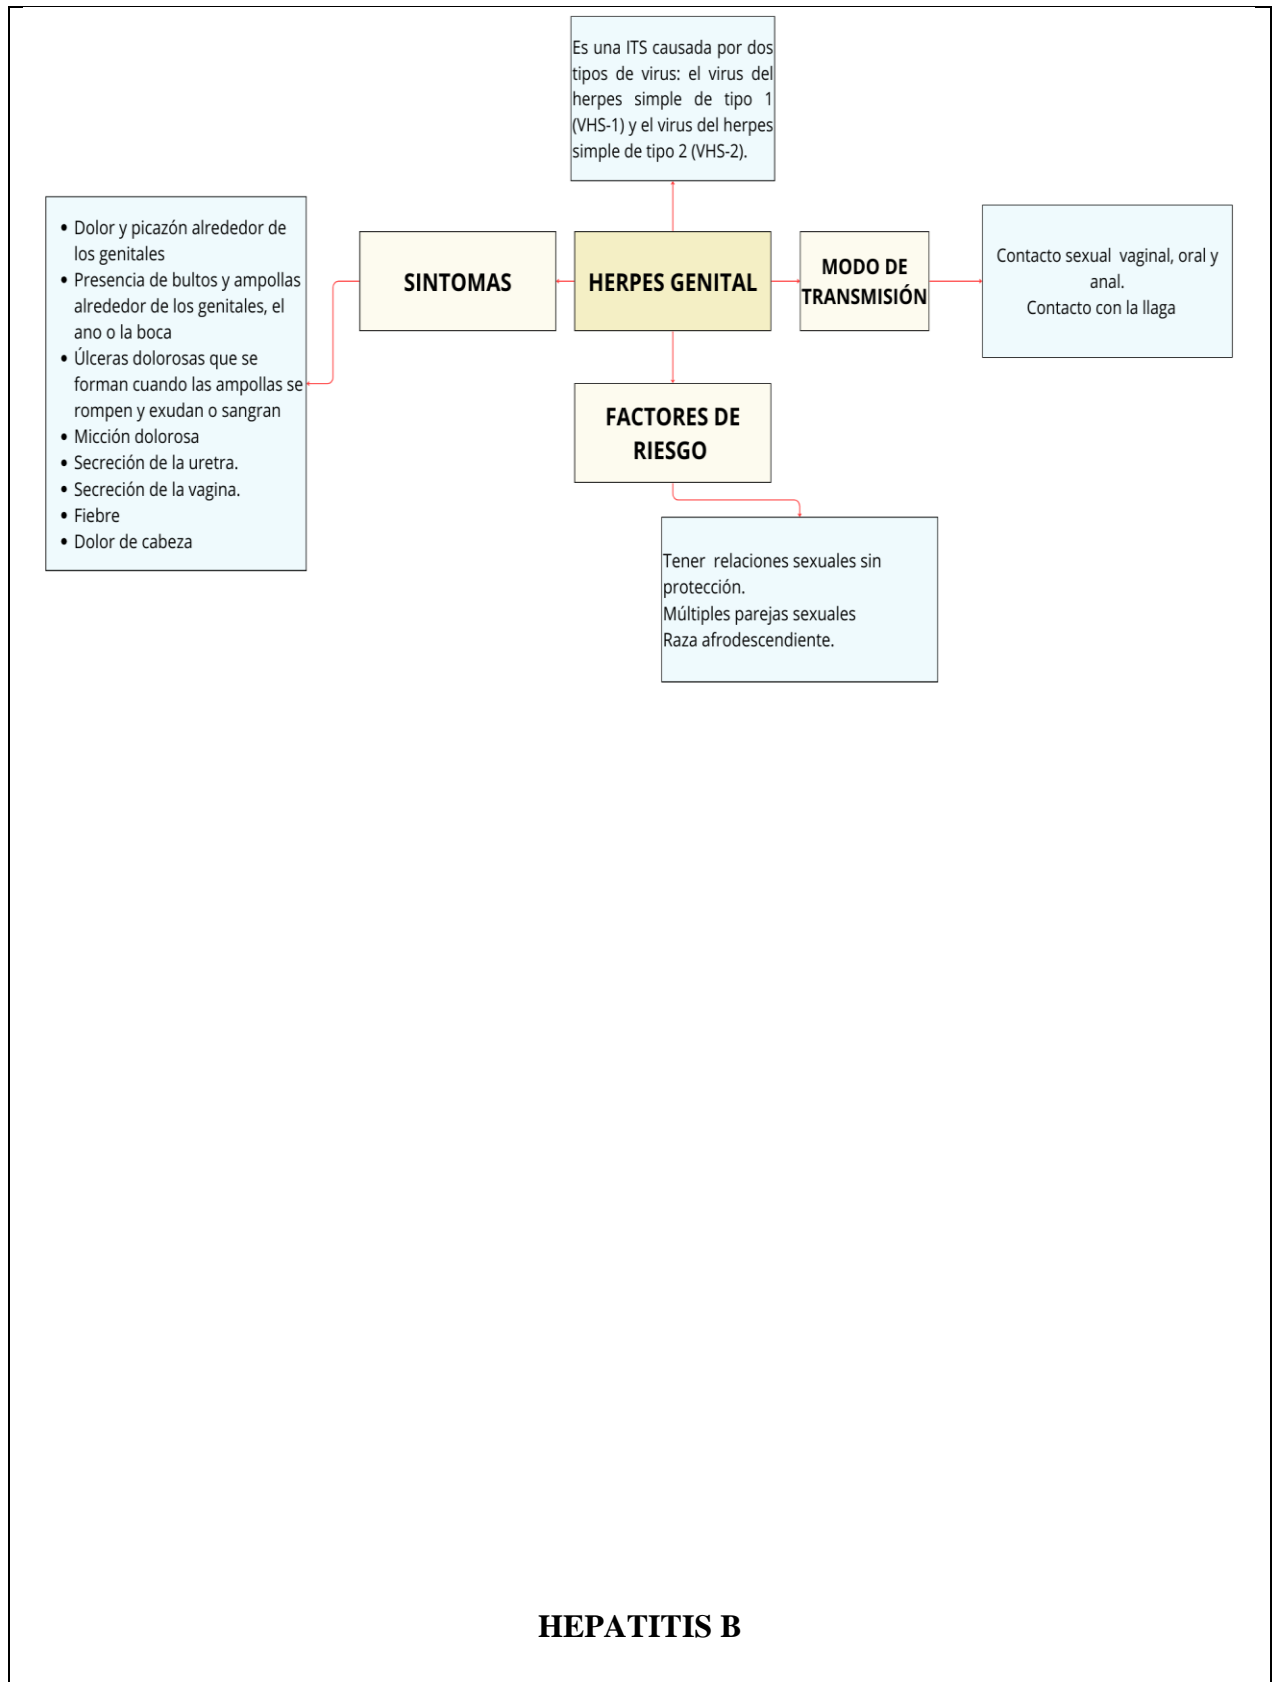 Es una ITS causada por dos
tipos de virus: el virus del
herpes simple de tipo 1
(VHS-1) y el virus del herpes
simple de tipo 2 (VHS-2).
• Dolor y picazón alrededor de
los genitales
• Presencia de bultos y ampollas
alrededor de los genitales, el
ano o la boca
• Úlceras dolorosas que se
forman cuando las ampollas se
rompen y exudan o sangran
• Micción dolorosa
• Secreción de la uretra.
• Secreción de la vagina.
• Fiebre
• Dolor de cabeza
SINTOMAS
HERPES GENITAL
MODO DE
TRANSMISIÓN
Contacto sexual vaginal, oral y
anal.
Contacto con la llaga
FACTORES DE
RIESGO
Tener relaciones sexuales sin
protección.
Múltiples parejas sexuales
Raza afrodescendiente.
HEPATITIS B